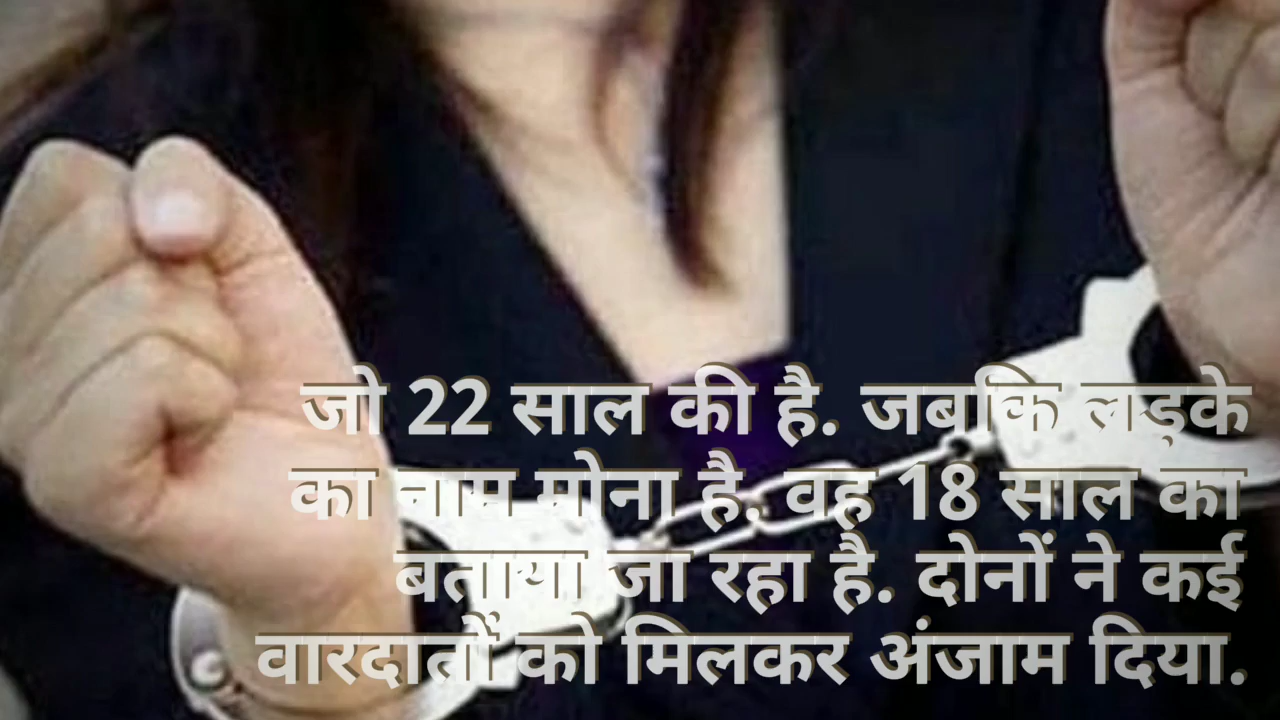 जो 22 साल की है. जबकि लड़के
का नाम मोना है. वह 18 साल का
बताया जा रहा है. दोनों ने कई
वारदातों को मिलकर अंजाम दिया.